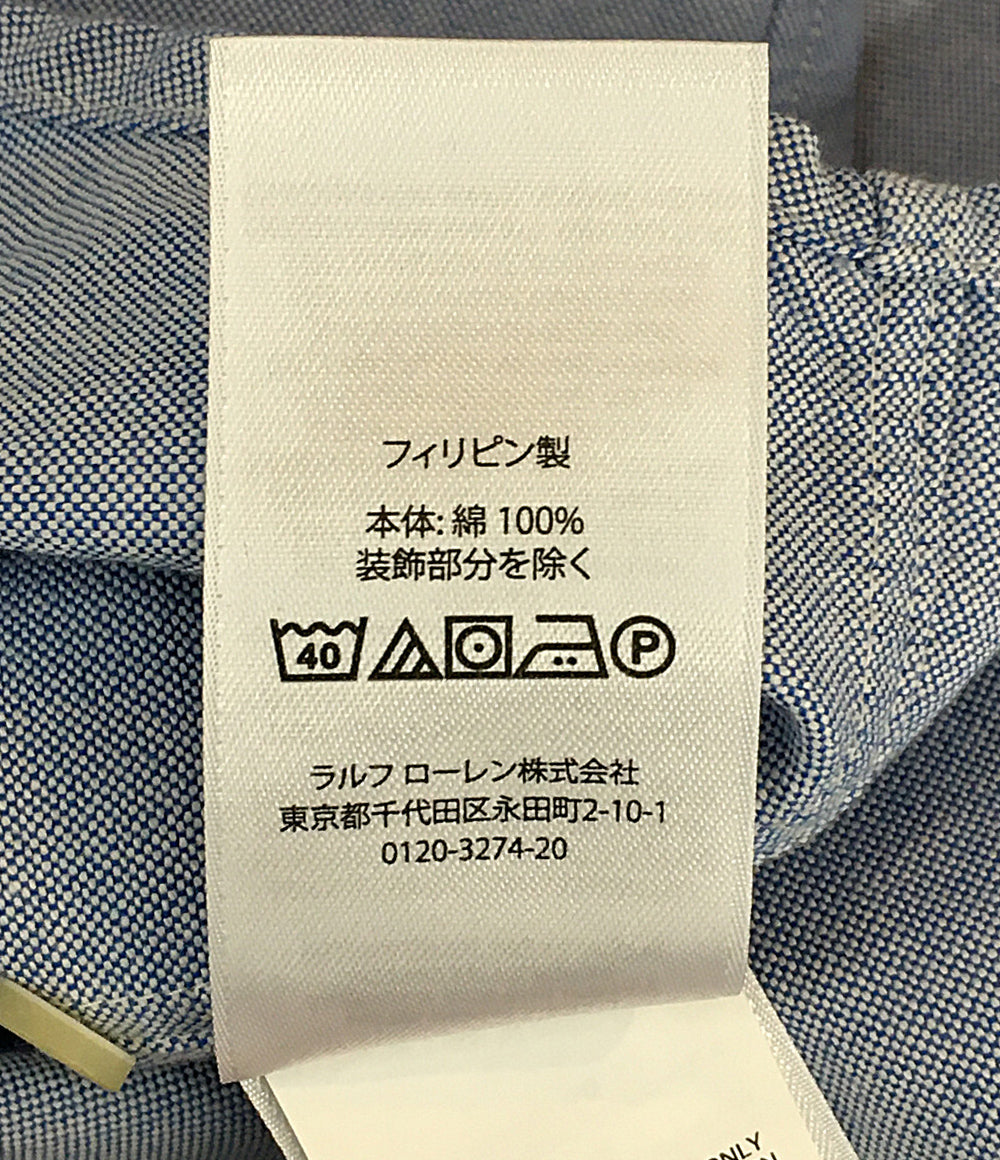 フィリピン製
本体: 綿 100%
装飾部分を除く
40 P
ラルフ ローレン株式会社
東京都千代田区永田町2-10-1
0120-3274-20
ONLY